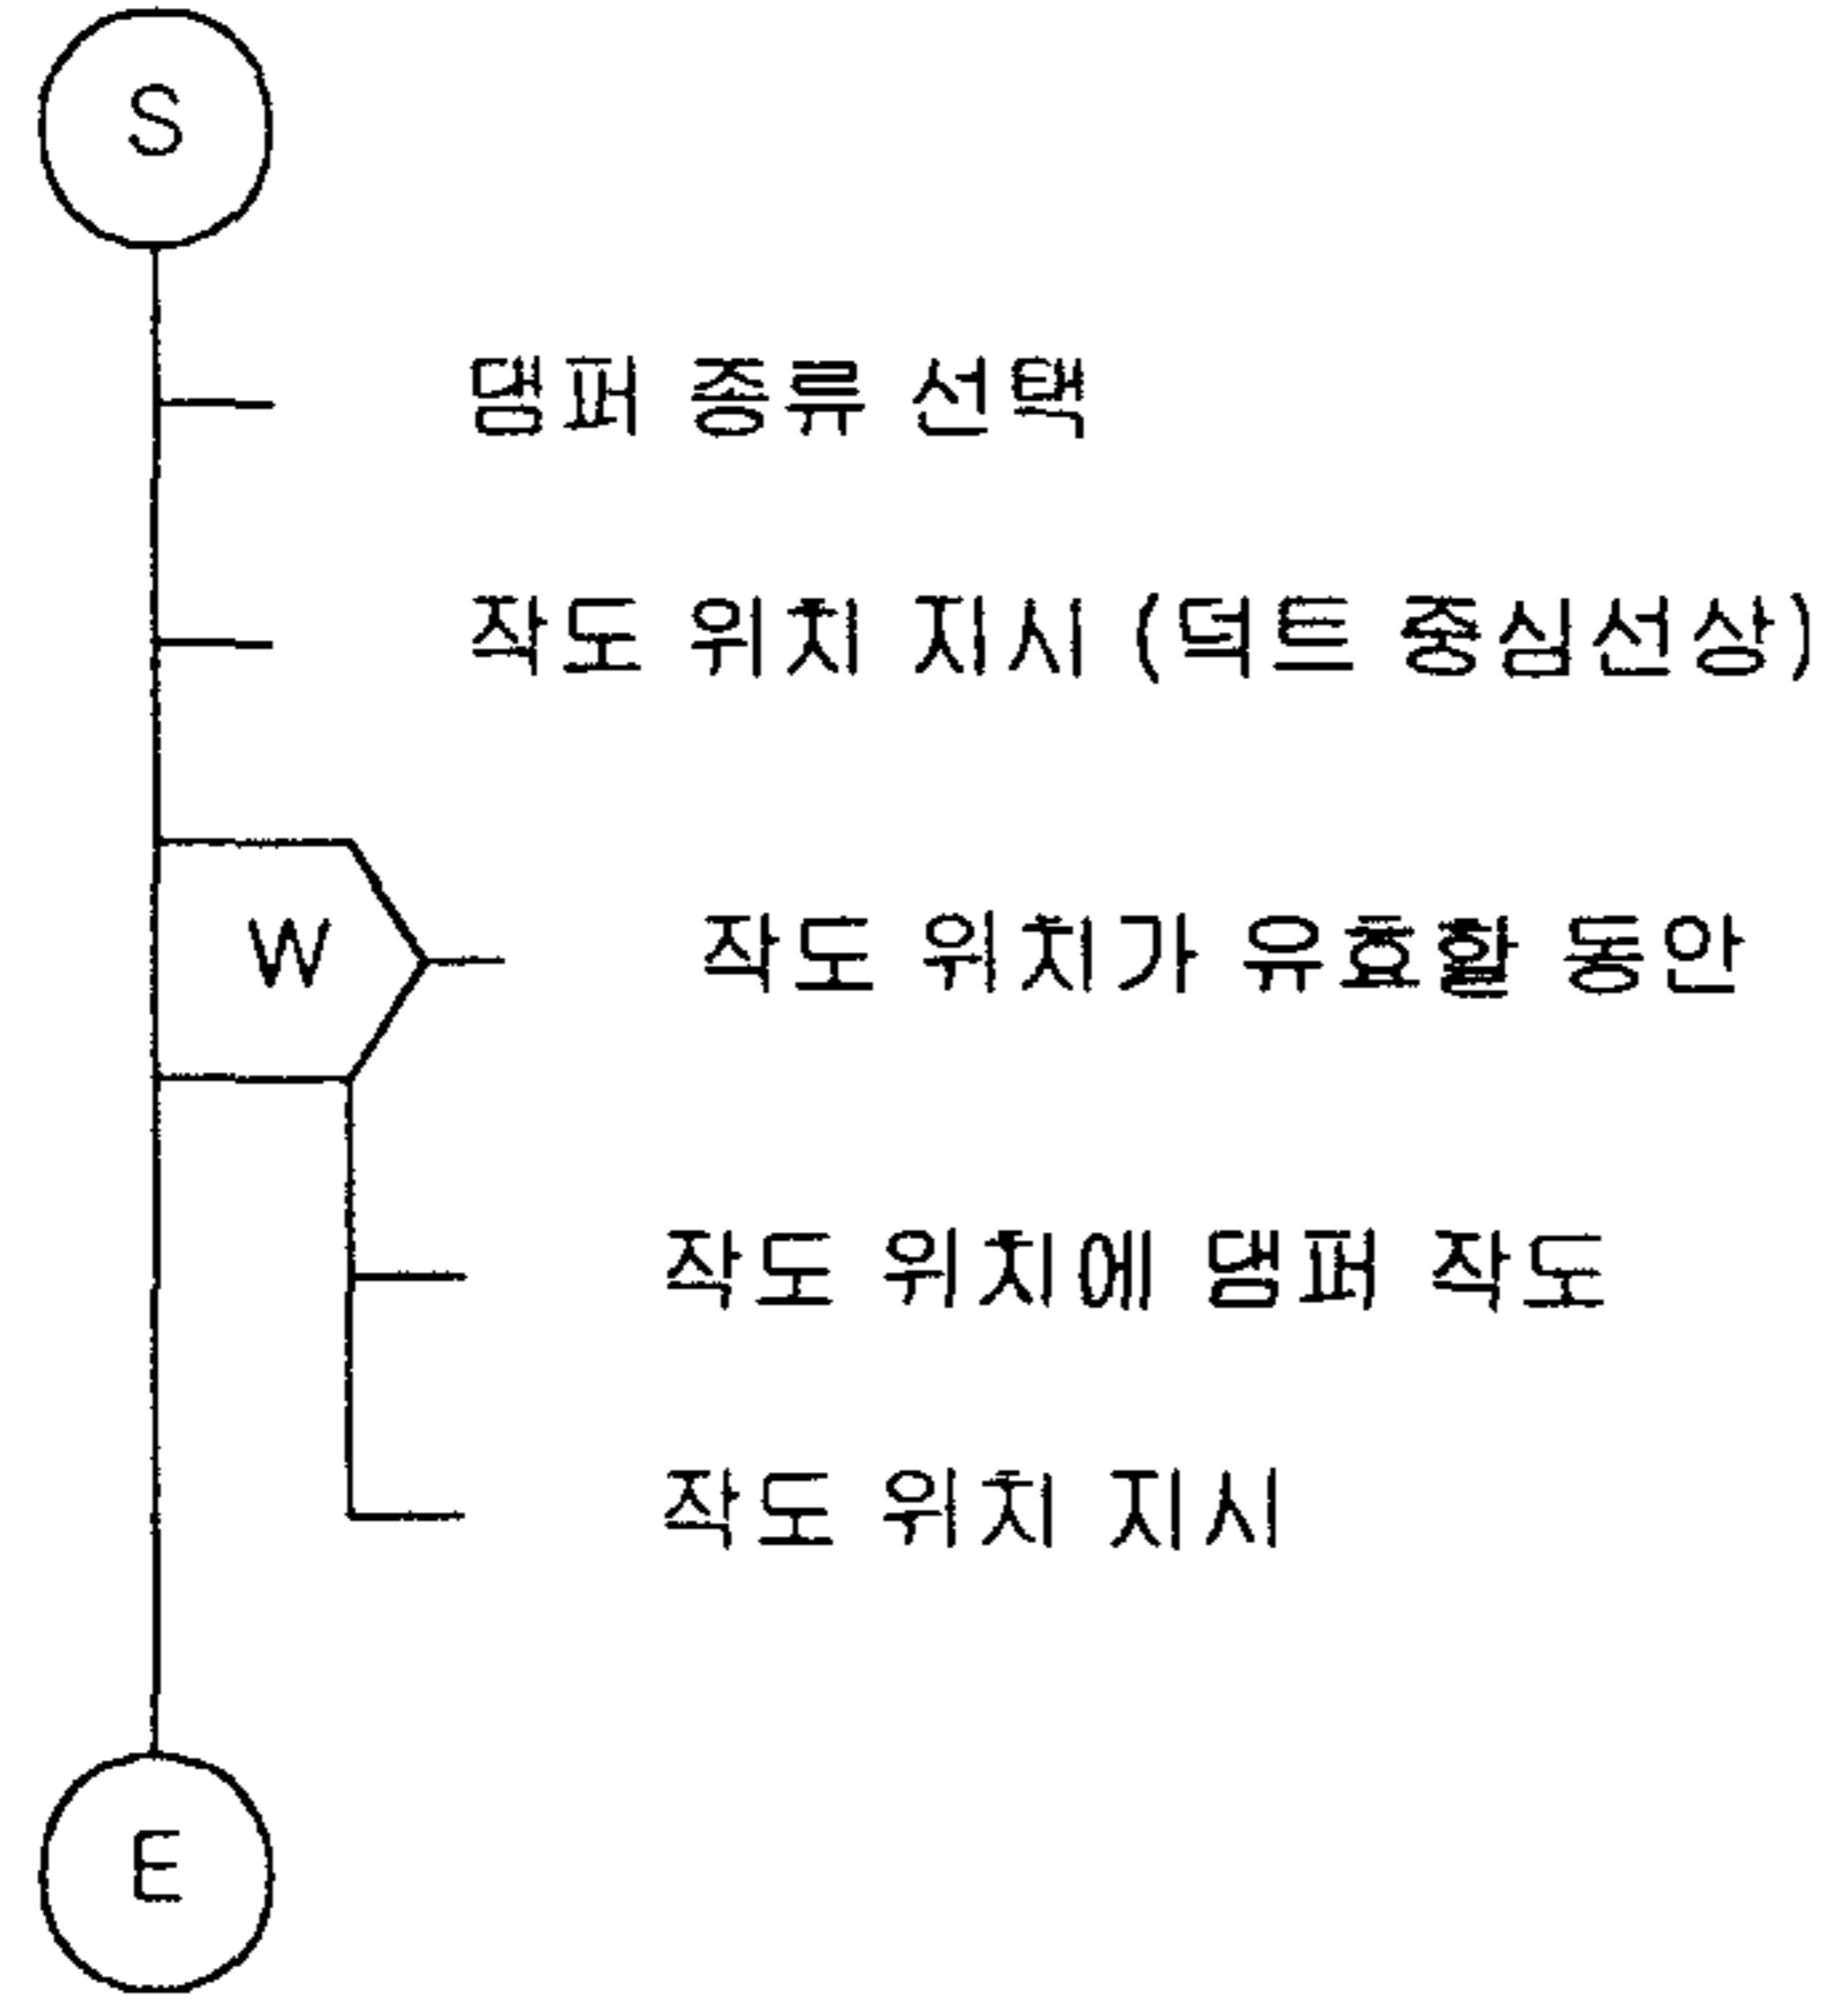 S
댐퍼 종류 선택
작도 위치 지시 (덕트 중심선상)
W
작도 위치가 유효할 동안
작도 위치에 댐퍼 작도
작도 위치 지시
E